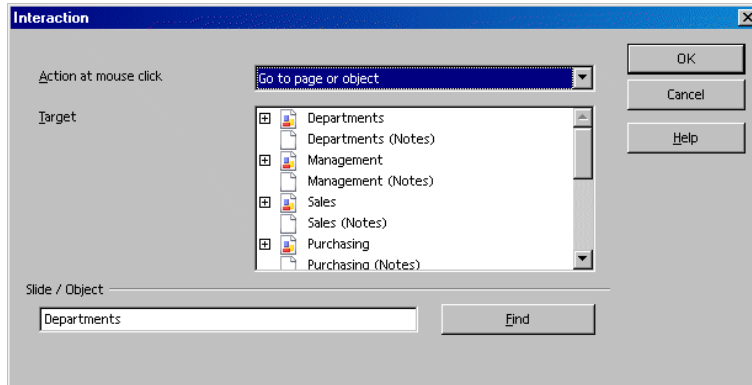 Interaction
Action at mouse click
Go to page or object
OK
Cancel
Help
Target
Departments
Departments (Notes)
Management
Management (Notes)
Sales
Sales (Notes)
Purchasing
Purchasing (Notes)
Slide / Object
Departments
Find